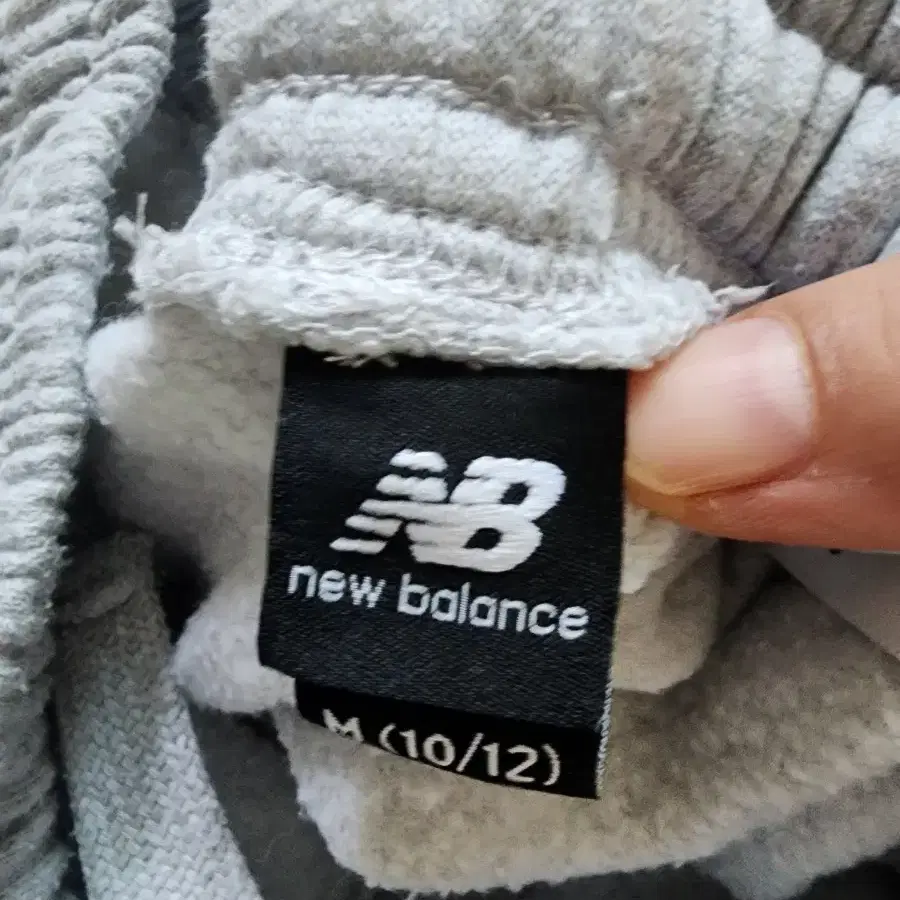 NB
new balance
M (10/12)